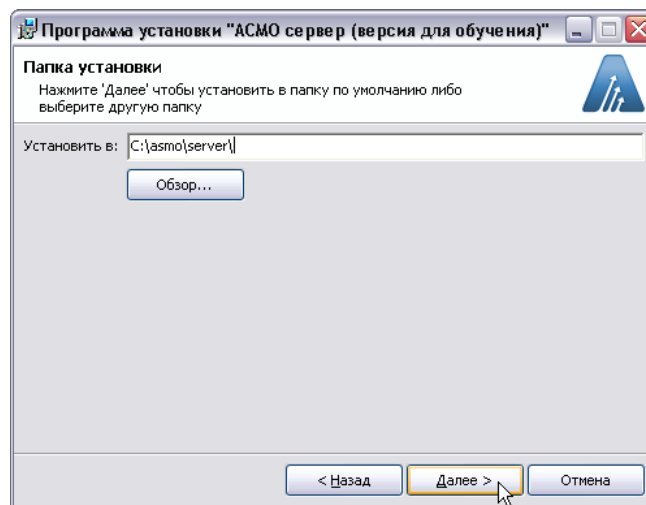 Программа установки "АСМО сервер (версия для обучения)"
Папка установки
Нажмите 'Далее' чтобы установить в папку по умолчанию либо
выберите другую папку
Установить в: C:\asmo\server\
Обзор...
< Назад Далее > Отмена